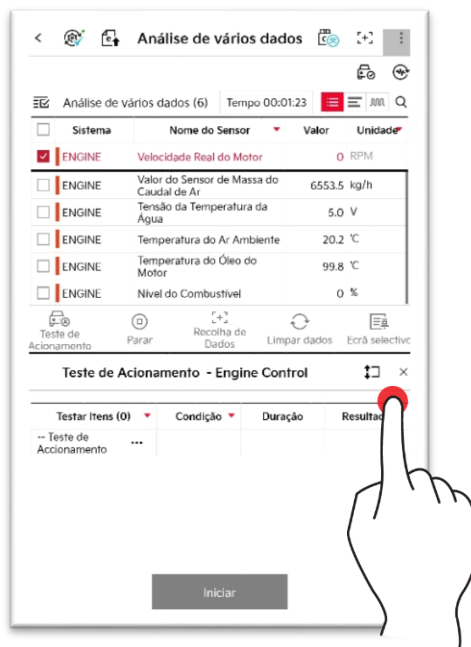 Análise de vários dados
Análise de vários dados (6) Tempo 00:01:23
Sistema Nome do Sensor Valor Unidade
ENGINE Velocidade Real do Motor 0 RPM
ENGINE Valor do Sensor de Massa do
Caudal de Ar 6553.5 kg/h
ENGINE Tensão da Temperatura da
Água 5.0 V
ENGINE Temperatura do Ar Ambiente 20.2 ℃
ENGINE Temperatura do Óleo do
Motor 99.8 ℃
ENGINE Nível do Combustível 0 %
Teste de
Acionamento
Parar
Recolha de
Dados
Limpar dados
Ecrã selectivo
Teste de Acionamento - Engine Control
Testar Itens (0) Condição Duração Resultad
-- Teste de
Accionamento ...
Iniciar